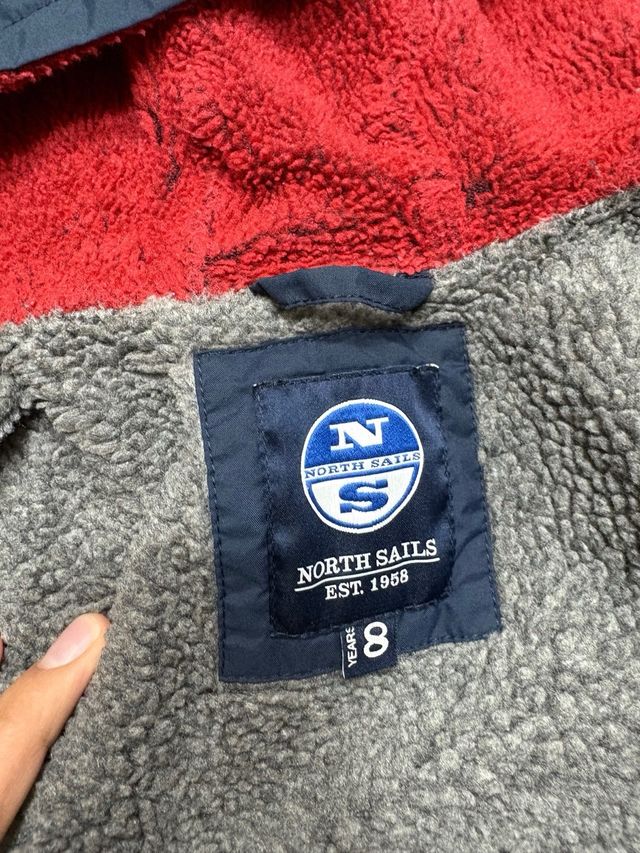 N
NORTH SAILS
S
NORTH SAILS
EST. 1958
YEARS 8